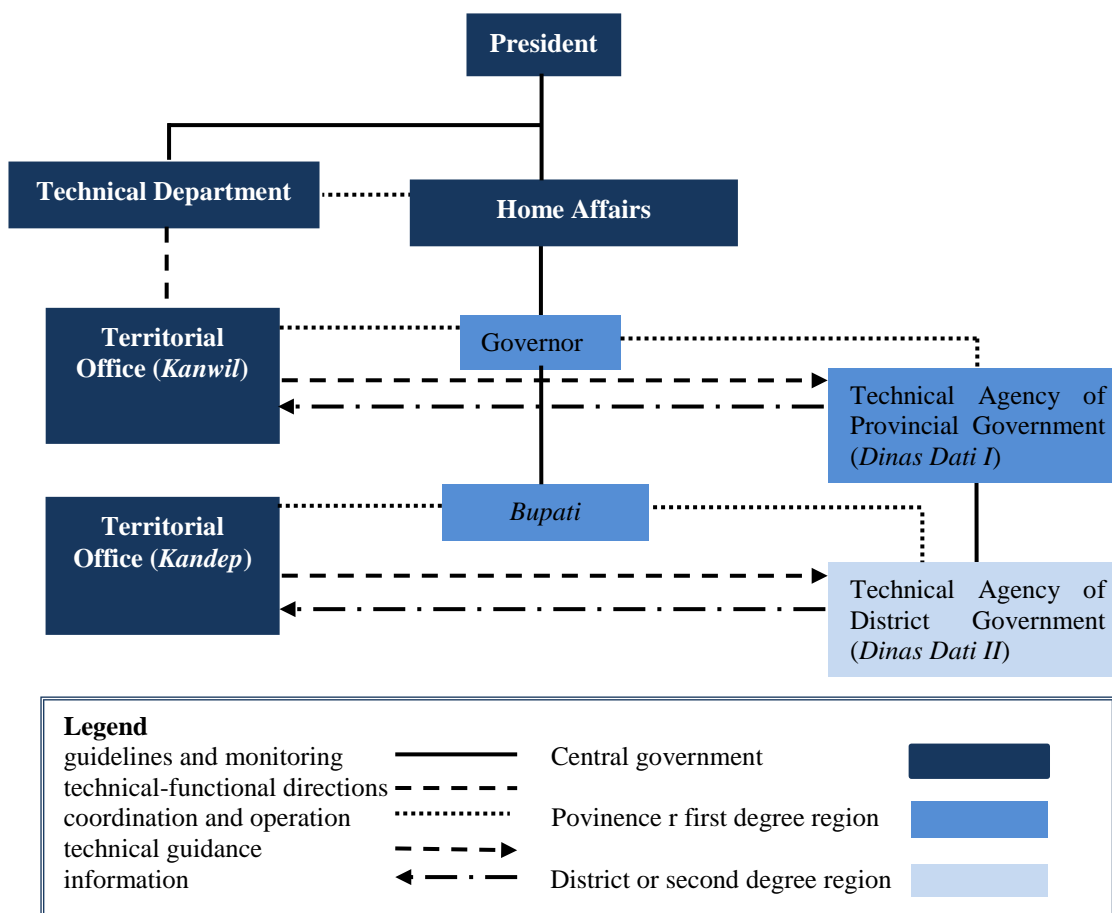 President
Technical Department
Home Affairs
Territorial
Office (Kanwil)
Governor
Technical Agency of
Provincial Government
(Dinas Dati I)
Territorial
Office (Kandep)
Bupati
Technical Agency of
District Government
(Dinas Dati II)
Legend
guidelines and monitoring
technical-functional directions
coordination and operation
technical guidance
information
Central government
Povinence r first degree region
District or second degree region